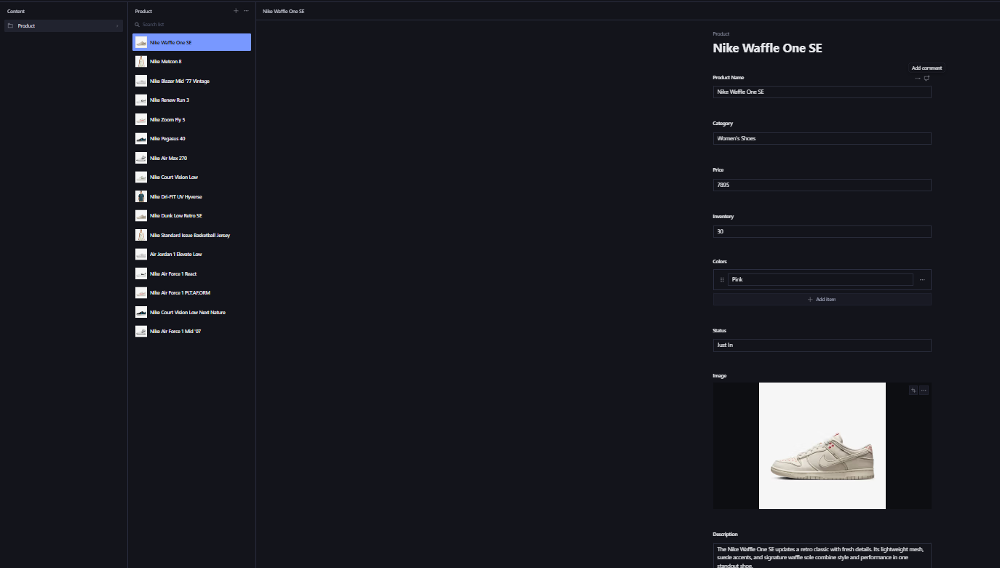 Content
Product
Product
Search list
Nike Waffle One SE
Nike Metcon 8
Nike Blazer Mid '77 Vintage
Nike Renew Run 3
Nike Zoom Fly 5
Nike Pegasus 40
Nike Air Max 270
Nike Court Vision Low
Nike Dri-FIT UV Hyverse
Nike Dunk Low Retro SE
Nike Standard Issue Basketball Jersey
Air Jordan 1 Elevate Low
Nike Air Force 1 React
Nike Air Force 1 PLT.AF.ORM
Nike Court Vision Low Next Nature
Nike Air Force 1 Mid '07
Nike Waffle One SE
Product
Nike Waffle One SE
Add comment
Product Name
Nike Waffle One SE
Category
Women's Shoes
Price
7895
Inventory
30
Colors
Pink
Add item
Status
Just In
Image
Description
The Nike Waffle One SE updates a retro classic with fresh details. Its lightweight mesh,
suede accents, and signature waffle sole combine style and performance in one
standout shoe.